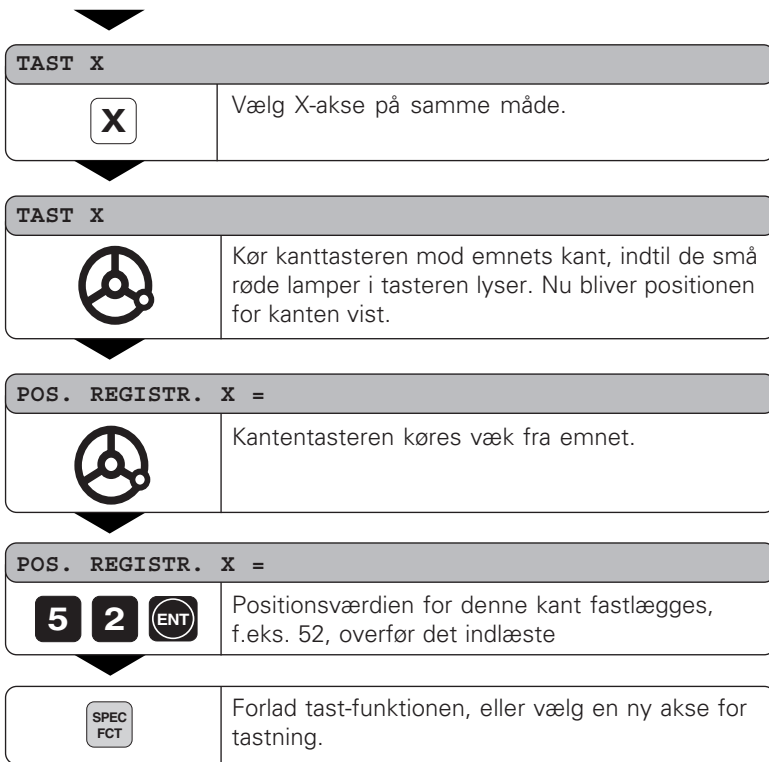 TAST X
X
Vælg X-akse på samme måde.
TAST X
Kør kanttasteren mod emnets kant, indtil de små
røde lamper i tasteren lyser. Nu bliver positionen
for kanten vist.
POS. REGISTR. X =
Kantentasteren køres væk fra emnet.
POS. REGISTR. X =
5 2 ENT
Positionsværdien for denne kant fastlægges,
f.eks. 52, overfør det indlæste
SPEC
FCT
Forlad tast-funktionen, eller vælg en ny akse for
tastning.